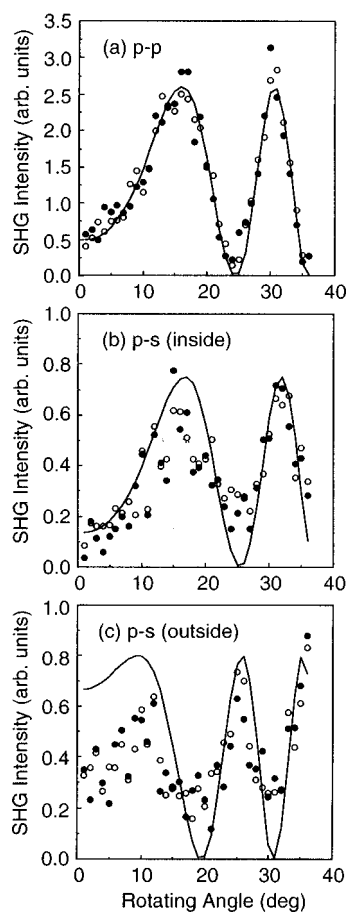 (a) p-p
SHG Intensity (arb. units)
3.5
3.0
2.5
2.0
1.5
1.0
0.5
0.0
0 10 20 30 40
(b) p-s (inside)
SHG Intensity (arb. units)
1.0
0.8
0.6
0.4
0.2
0.0
0 10 20 30 40
(c) p-s (outside)
SHG Intensity (arb. units)
1.0
0.8
0.6
0.4
0.2
0.0
0 10 20 30 40
Rotating Angle (deg)